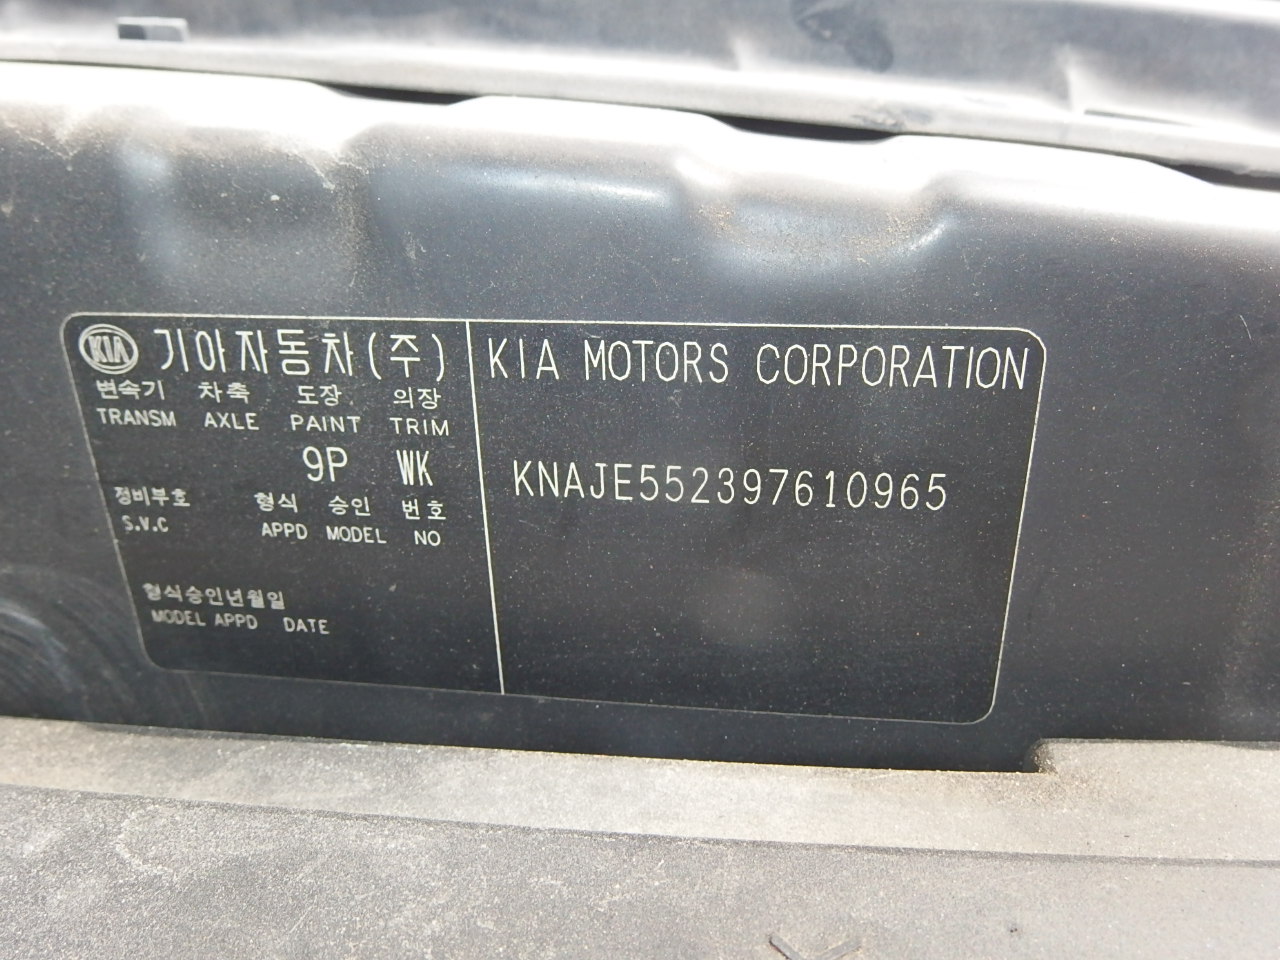 KIA 기아자동차(주)
변속기 차축 도장 의장
TRANSM AXLE PAINT TRIM
9P WK
정비부호 형식 승인 번호
S.V.C APPD MODEL NO
형식승인년월일
MODEL APPD DATE
KIA MOTORS CORPORATION
KNAJE552397610965